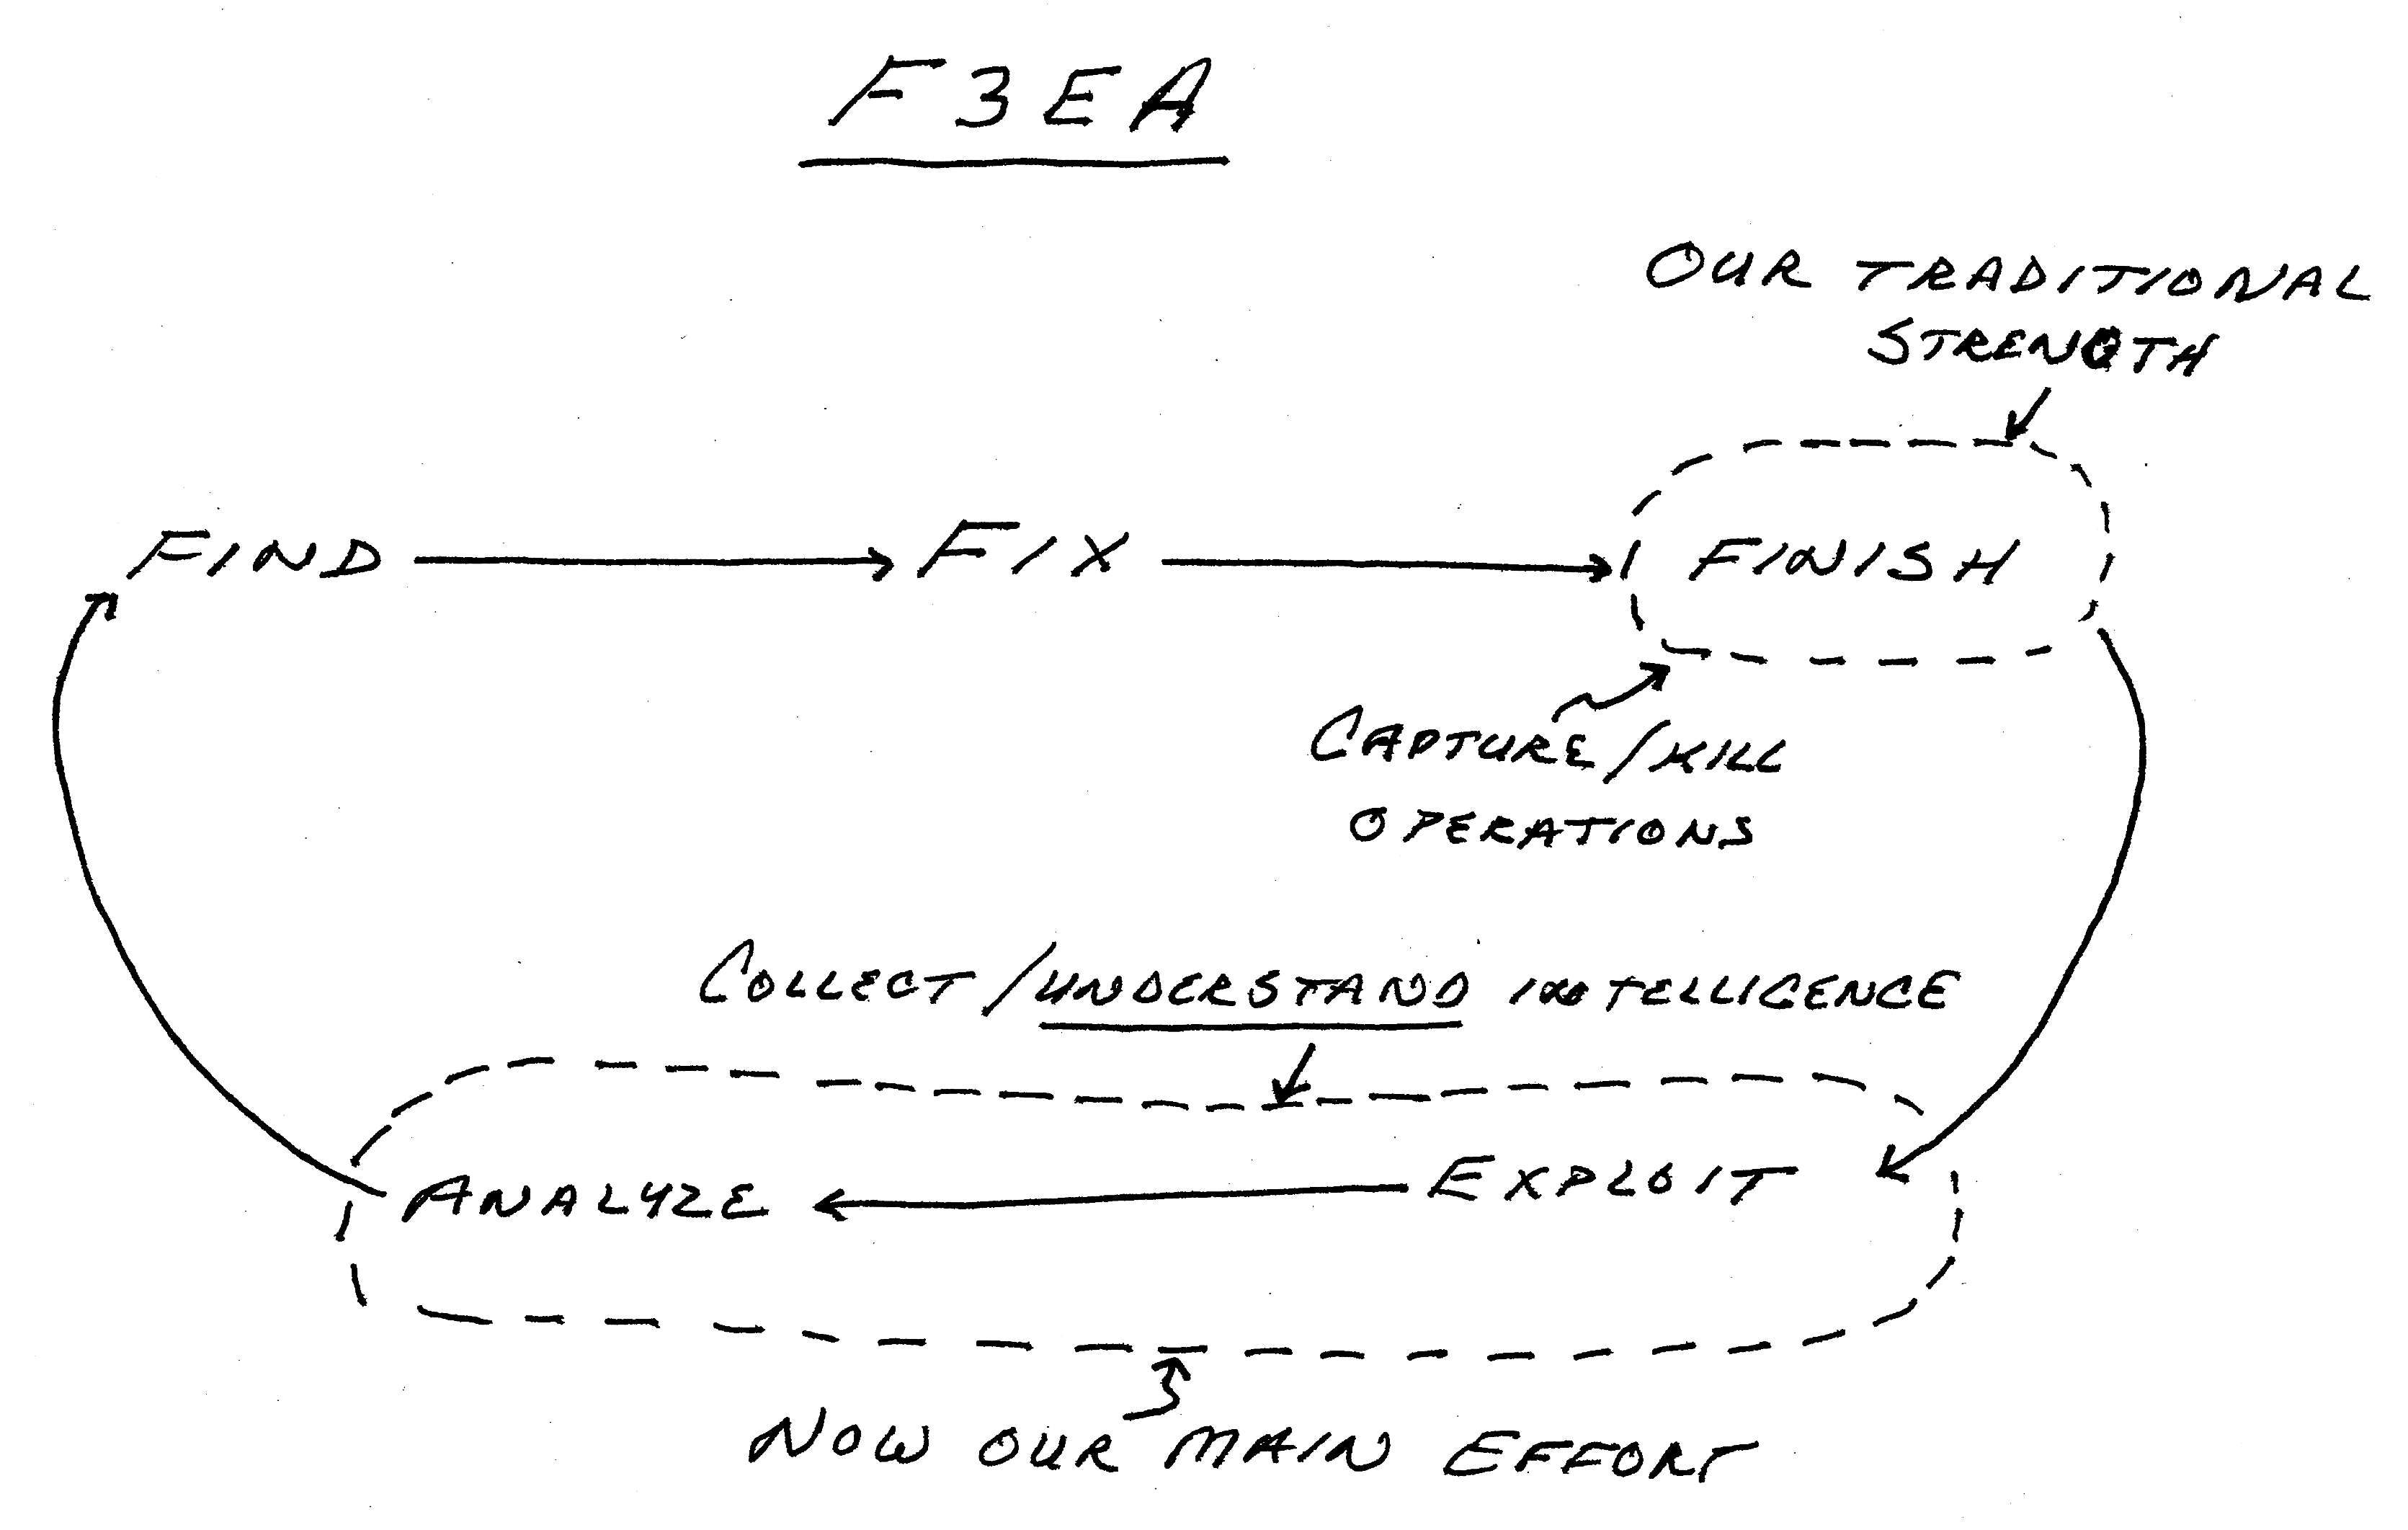 F3EA
OUR TRADITIONAL
STRENGTH
FIND
FIX
FINISH
CAPTURE/KILL
OPERATIONS
COLLECT/UNDERSTAND INTELLIGENCE
ANALYZE
EXPLOIT
NOW OUR MAIN EFFORT